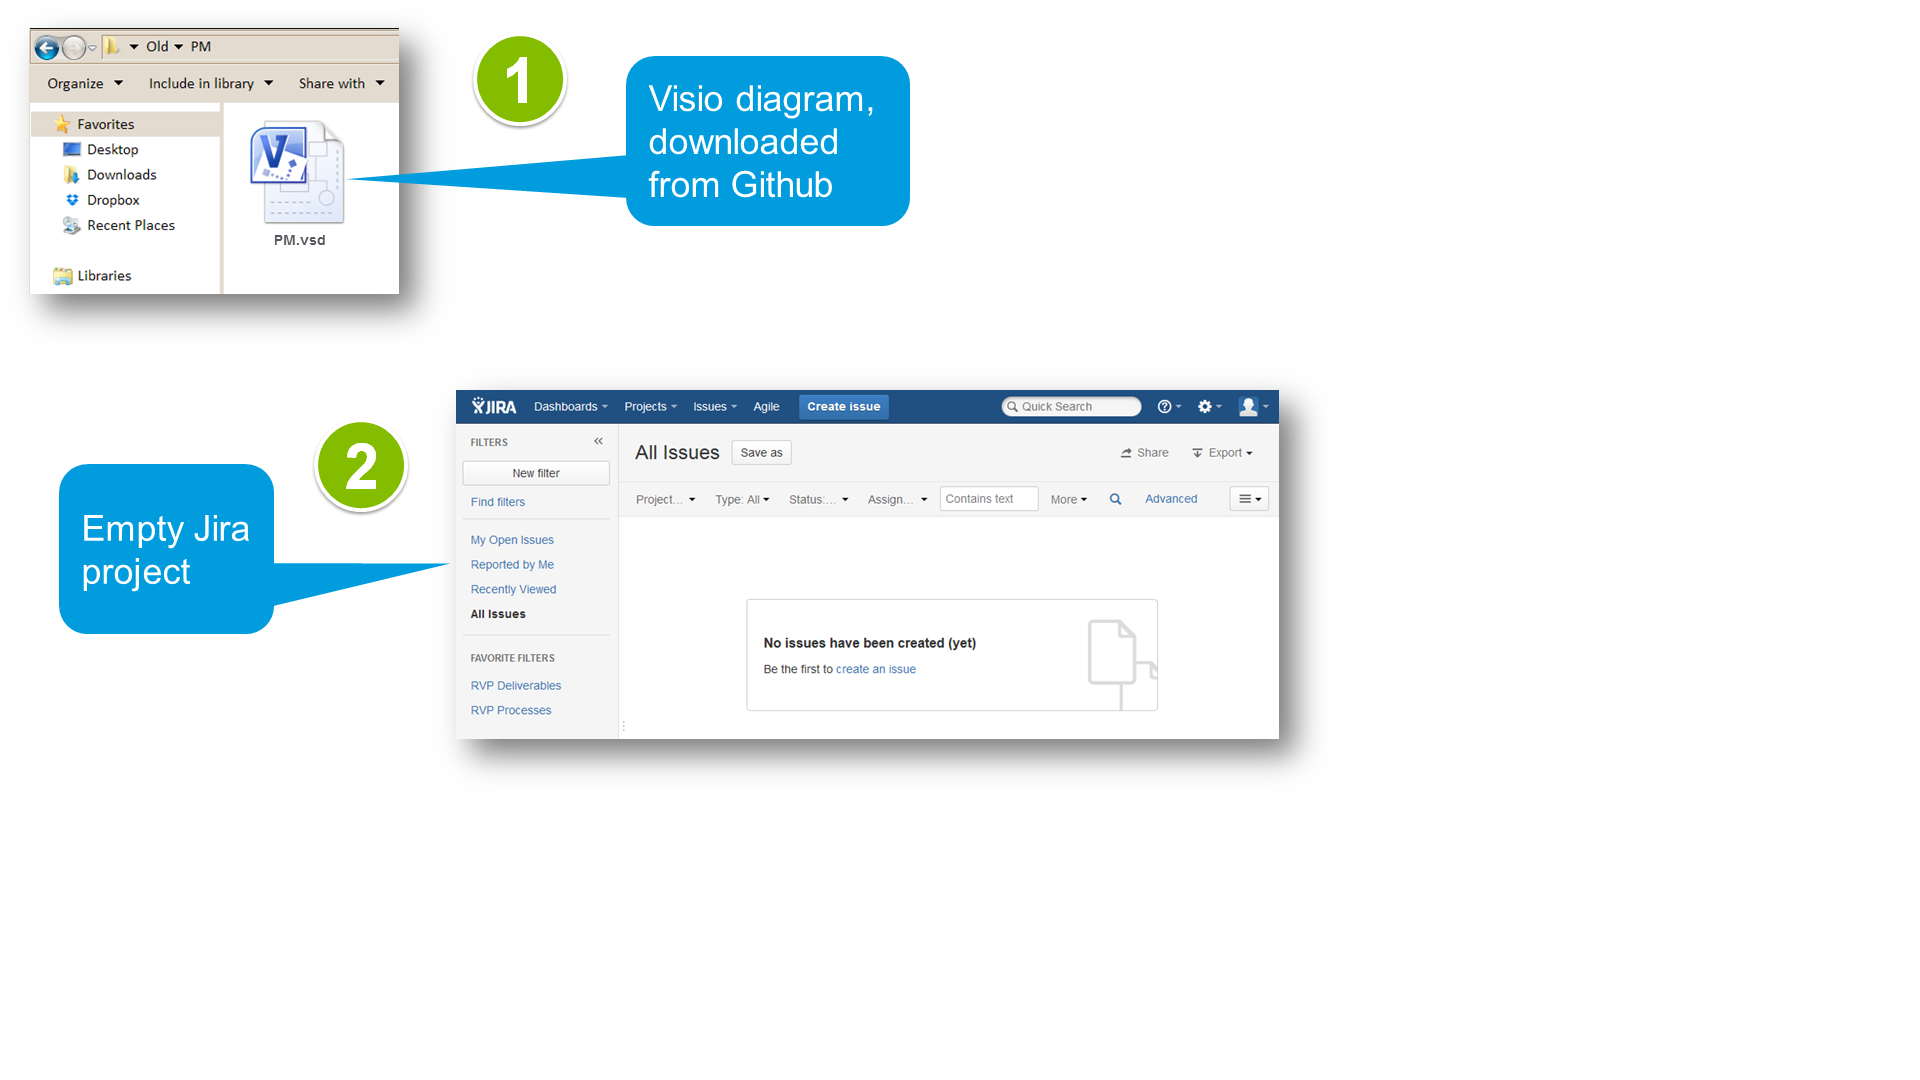 Old PM
Organize Include in library Share with
Favorites
Desktop
Downloads
Dropbox
Recent Places
Libraries
PM.vsd
1
Visio diagram,
downloaded
from Github
2
Empty Jira
project
JIRA Dashboards Projects Issues Agile Create issue Quick Search
FILTERS
New filter
Find filters
My Open Issues
Reported by Me
Recently Viewed
All Issues
FAVORITE FILTERS
RVP Deliverables
RVP Processes
All Issues Save as Share Export
Project... Type: All Status:... Assign... Contains text More Advanced
No issues have been created (yet)
Be the first to create an issue